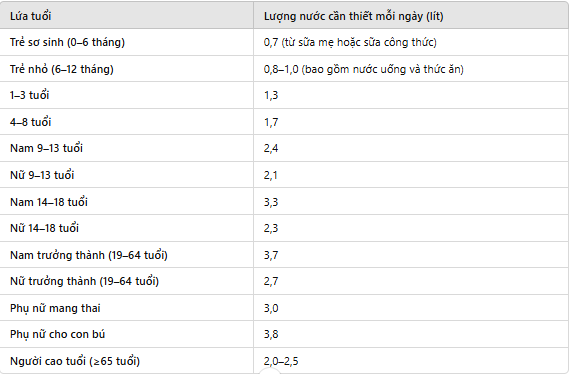 Lứa tuổi Lượng nước cần thiết mỗi ngày (lít)
Trẻ sơ sinh (0–6 tháng) 0,7 (từ sữa mẹ hoặc sữa công thức)
Trẻ nhỏ (6–12 tháng) 0,8–1,0 (bao gồm nước uống và thức ăn)
1–3 tuổi 1,3
4–8 tuổi 1,7
Nam 9–13 tuổi 2,4
Nữ 9–13 tuổi 2,1
Nam 14–18 tuổi 3,3
Nữ 14–18 tuổi 2,3
Nam trưởng thành (19–64 tuổi) 3,7
Nữ trưởng thành (19–64 tuổi) 2,7
Phụ nữ mang thai 3,0
Phụ nữ cho con bú 3,8
Người cao tuổi (≥65 tuổi) 2,0–2,5